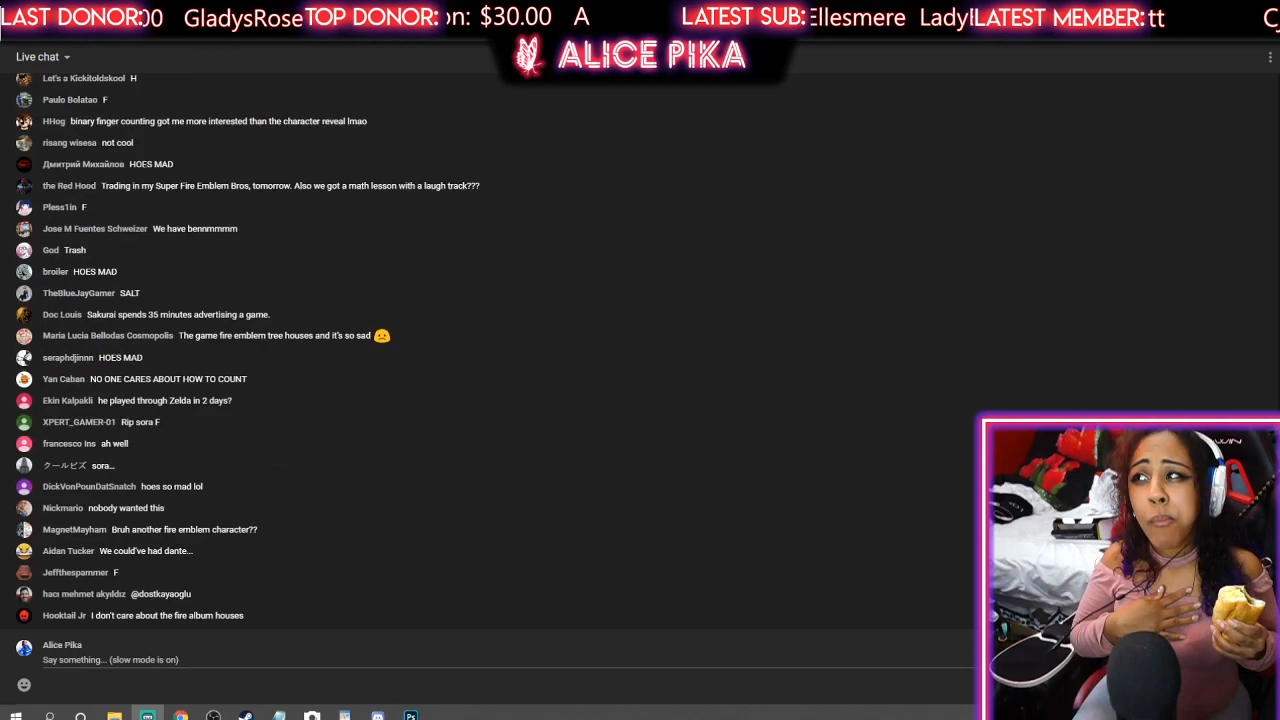 LAST DONOR: 00 GladysRose TOP DONOR: on: $30.00 A LATEST SUB: Ellesmere Lady LATEST MEMBER: tt
ALICE PIKA
Live chat
Let's a Kickitoldskool H
Paulo Bolatao F
HHog binary finger counting got me more interested than the character reveal lmao
risang wisesa not cool
Дмитрий Михайлов HOES MAD
the Red Hood Trading in my Super Fire Emblem Bros, tomorrow. Also we got a math lesson with a laugh track???
Pless1in F
Jose M Fuentes Schweizer We have bennmmmm
God Trash
broiler HOES MAD
TheBlueJayGamer SALT
Doc Louis Sakurai spends 35 minutes advertising a game.
Maria Lucia Bellodas Cosmopolis The game fire emblem tree houses and it's so sad
seraphdjinnn HOES MAD
Yan Caban NO ONE CARES ABOUT HOW TO COUNT
Ekin Kalpakli he played through Zelda in 2 days?
XPERT_GAMER-01 Rip sora F
francesco Ins ah well
クールビズ sora...
DickVonPounDatSnatch hoes so mad lol
Nickmario nobody wanted this
MagnetMayham Bruh another fire emblem character??
Aidan Tucker We could've had dante...
Jeffthespammer F
hacı mehmet akyıldız @dostkayaoglu
Hooktail Jr I don't care about the fire album houses
Alice Pika
Say something... (slow mode is on)
Ps